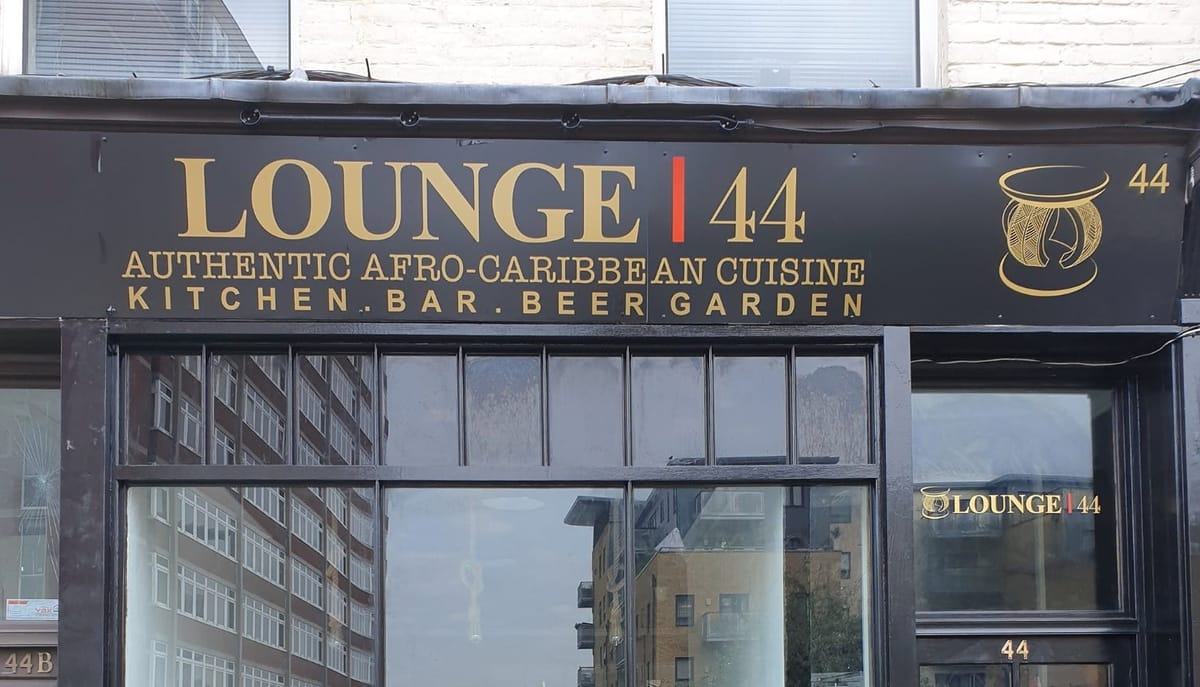 LOUNGE | 44
44
AUTHENTIC AFRO-CARIBBEAN CUISINE
KITCHEN.BAR.BEER GARDEN
LOUNGE | 44
44
44B